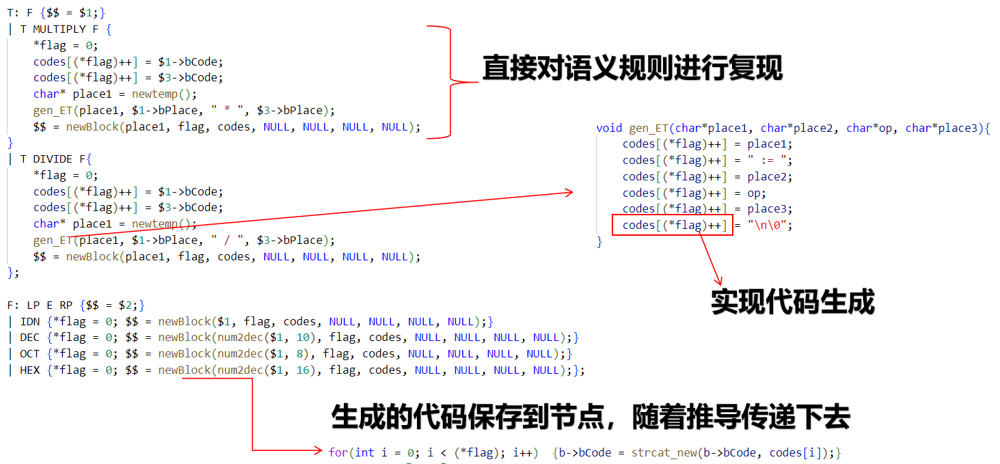 T: F {$$ = $1;}
| T MULTIPLY F {
*flag = 0;
codes[(*flag)++] = $1->bCode;
codes[(*flag)++] = $3->bCode;
char* place1 = newtemp();
gen_ET(place1, $1->bPlace, " * ", $3->bPlace);
$$ = newBlock(place1, flag, codes, NULL, NULL, NULL, NULL);
}
| T DIVIDE F{
*flag = 0;
codes[(*flag)++] = $1->bCode;
codes[(*flag)++] = $3->bCode;
char* place1 = newtemp();
gen_ET(place1, $1->bPlace, " / ", $3->bPlace);
$$ = newBlock(place1, flag, codes, NULL, NULL, NULL, NULL);
};
F: LP E RP {$$ = $2;}
| IDN {*flag = 0; $$ = newBlock($1, flag, codes, NULL, NULL, NULL, NULL);}
| DEC {*flag = 0; $$ = newBlock(num2dec($1, 10), flag, codes, NULL, NULL, NULL, NULL);}
| OCT {*flag = 0; $$ = newBlock(num2dec($1, 8), flag, codes, NULL, NULL, NULL, NULL);}
| HEX {*flag = 0; $$ = newBlock(num2dec($1, 16), flag, codes, NULL, NULL, NULL, NULL);};
直接对语义规则进行复现
void gen_ET(char*place1, char*place2, char*op, char*place3){
codes[(*flag)++] = place1;
codes[(*flag)++] = " := ";
codes[(*flag)++] = place2;
codes[(*flag)++] = op;
codes[(*flag)++] = place3;
codes[(*flag)++] = "\n\0";
}
实现代码生成
生成的代码保存到节点，随着推导传递下去
for(int i = 0; i < (*flag); i++) {b->bCode = strcat_new(b->bCode, codes[i]);}